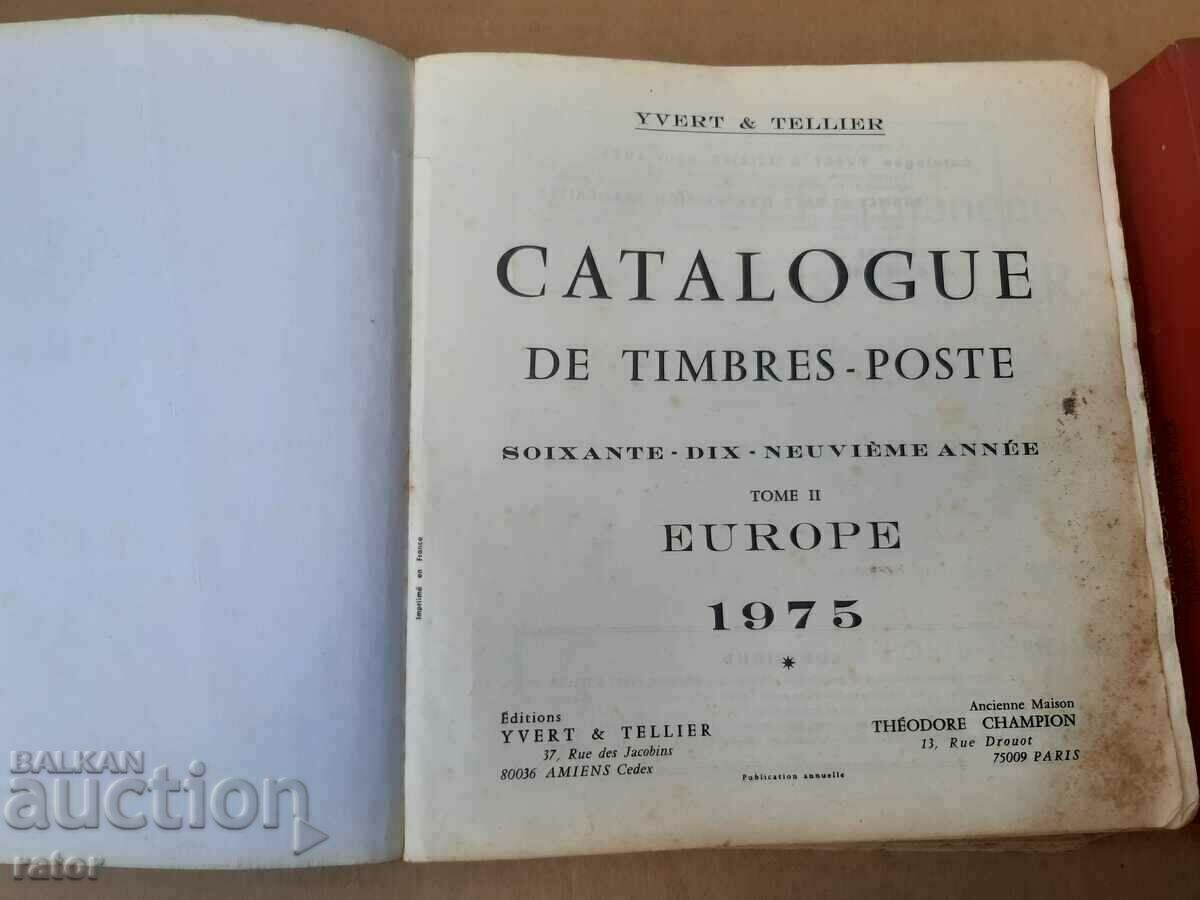 YVERT & TELLIER
CATALOGUE
DE TIMBRES-POSTE
SOIXANTE-DIX-NEUVIÈME ANNÉE
TOME II
EUROPE
1975
*
Éditions
YVERT & TELLIER
37, Rue des Jacobins
80036 AMIENS Cedex
Publication annuelle
Ancienne Maison
THÉODORE CHAMPION
13, Rue Drouot
75009 PARIS
Imprimé en France
BALKAN
auction
rator